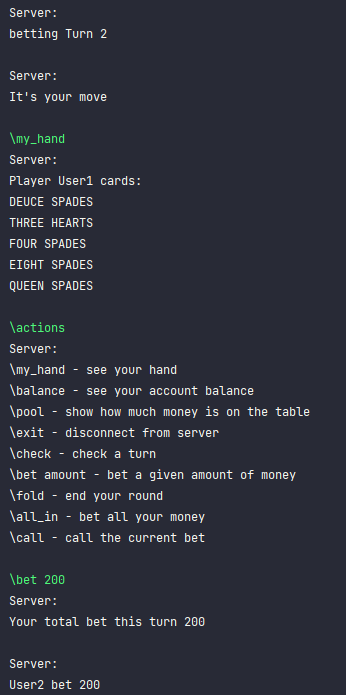 Server:
betting Turn 2
Server:
It's your move
\my_hand
Server:
Player User1 cards:
DEUCE SPADES
THREE HEARTS
FOUR SPADES
EIGHT SPADES
QUEEN SPADES
\actions
Server:
\my_hand - see your hand
\balance - see your account balance
\pool - show how much money is on the table
\exit - disconnect from server
\check - check a turn
\bet amount - bet a given amount of money
\fold - end your round
\all_in - bet all your money
\call - call the current bet
\bet 200
Server:
Your total bet this turn 200
Server:
User2 bet 200